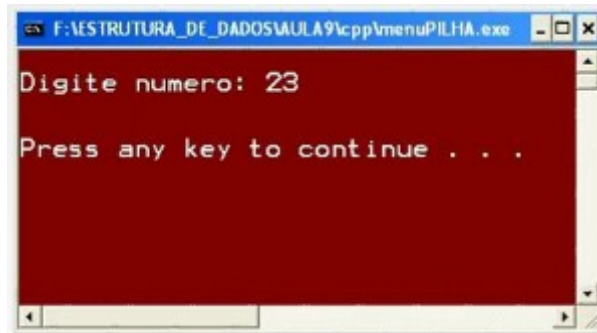 F:\ESTRUTURA_DE_DADOS\AULA9\cpp\menuPILHA.exe
Digite numero: 23
Press any key to continue . . .